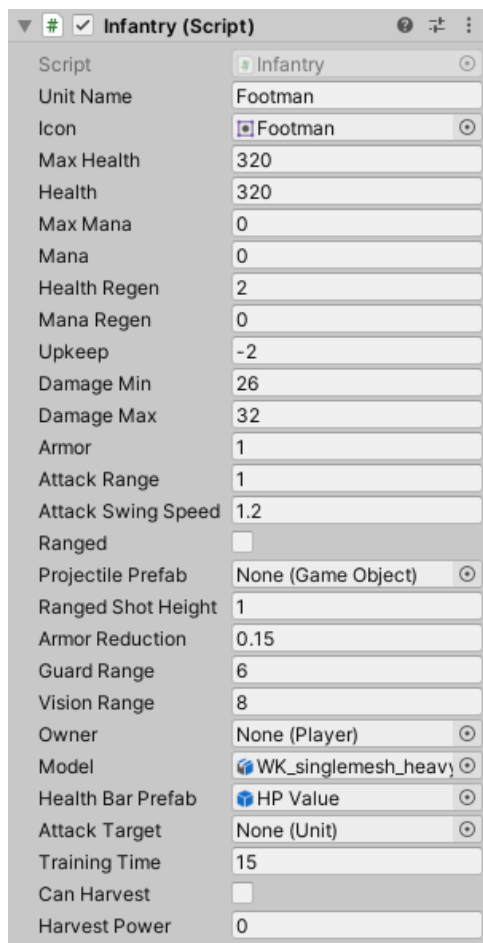 # Infantry (Script)
Script # Infantry
Unit Name Footman
Icon Footman
Max Health 320
Health 320
Max Mana 0
Mana 0
Health Regen 2
Mana Regen 0
Upkeep -2
Damage Min 26
Damage Max 32
Armor 1
Attack Range 1
Attack Swing Speed 1.2
Ranged
Projectile Prefab None (Game Object)
Ranged Shot Height 1
Armor Reduction 0.15
Guard Range 6
Vision Range 8
Owner None (Player)
Model WK_singlemesh_heavy
Health Bar Prefab HP Value
Attack Target None (Unit)
Training Time 15
Can Harvest
Harvest Power 0